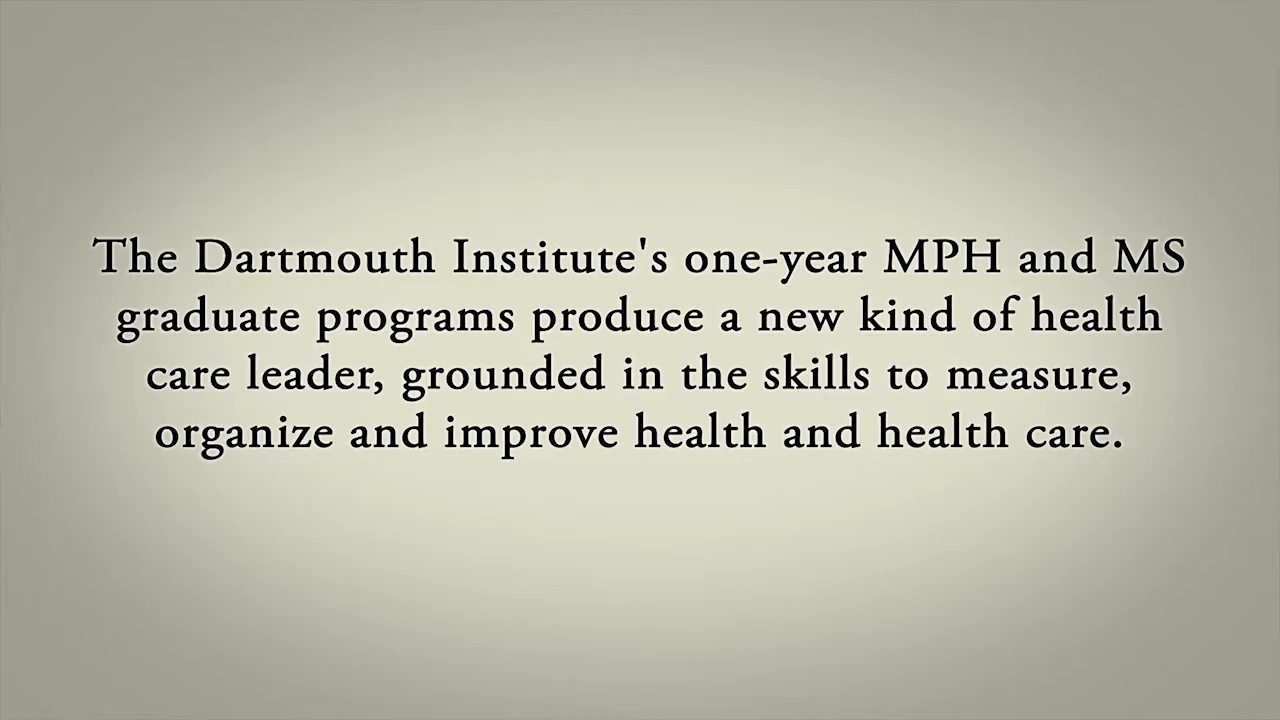 The Dartmouth Institute's one-year MPH and MS
graduate programs produce a new kind of health
care leader, grounded in the skills to measure,
organize and improve health and health care.